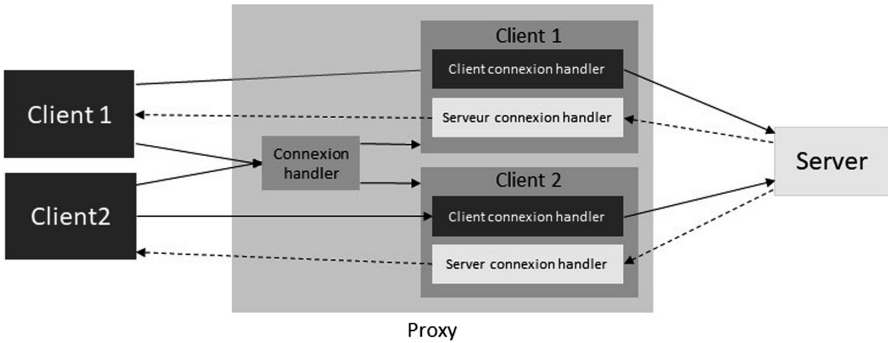 Client 1
Client connexion handler
Serveur connexion handler
Client 1
Connexion
handler
Server
Client2
Client 2
Client connexion handler
Server connexion handler
Proxy